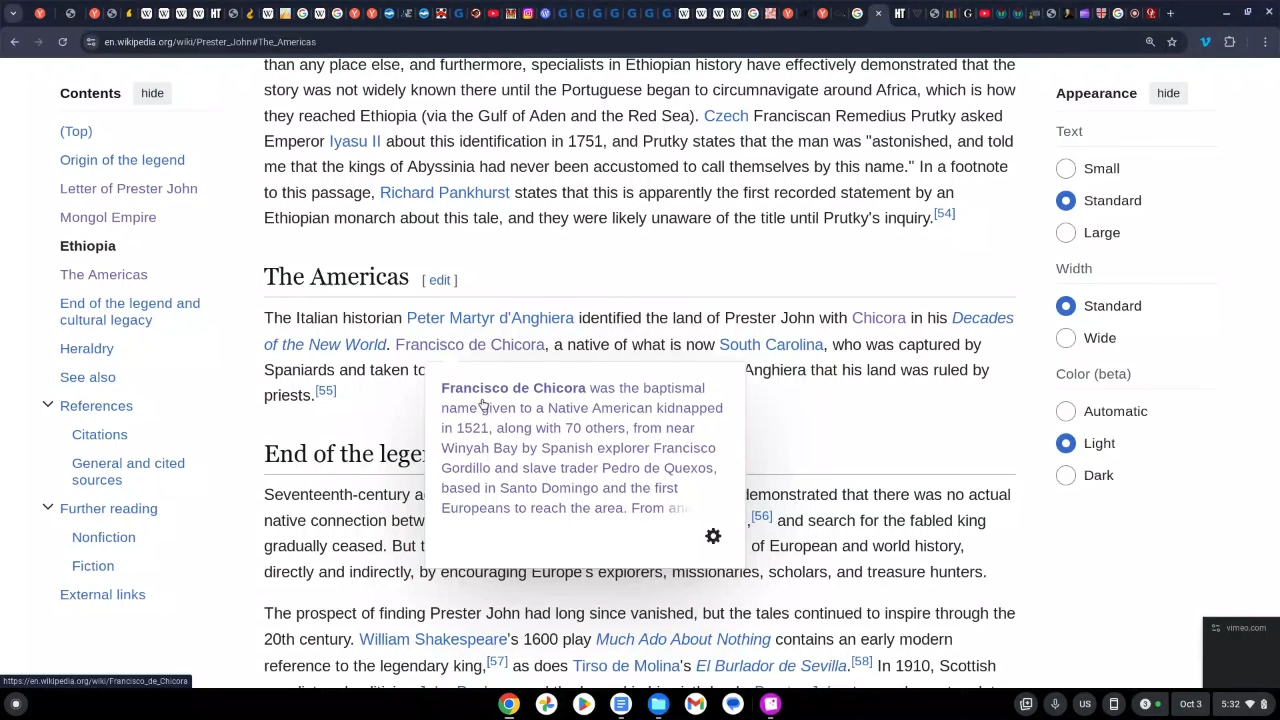 en.wikipedia.org/wiki/Prester_John#The_Americas
Contents hide
(Top)
Origin of the legend
Letter of Prester John
Mongol Empire
Ethiopia
The Americas
End of the legend and
cultural legacy
Heraldry
See also
References
Citations
General and cited
sources
Further reading
Nonfiction
Fiction
External links
than any place else, and furthermore, specialists in Ethiopian history have effectively demonstrated that the
story was not widely known there until the Portuguese began to circumnavigate around Africa, which is how
they reached Ethiopia (via the Gulf of Aden and the Red Sea). Czech Franciscan Remedius Prutky asked
Emperor Iyasu II about this identification in 1751, and Prutky states that the man was "astonished, and told
me that the kings of Abyssinia had never been accustomed to call themselves by this name." In a footnote
to this passage, Richard Pankhurst states that this is apparently the first recorded statement by an
Ethiopian monarch about this tale, and they were likely unaware of the title until Prutky's inquiry.[54]
The Americas [ edit ]
The Italian historian Peter Martyr d'Anghiera identified the land of Prester John with Chicora in his Decades
of the New World. Francisco de Chicora, a native of what is now South Carolina, who was captured by
Spaniards and taken to Anghiera that his land was ruled by
priests.[55]
Francisco de Chicora was the baptismal
name given to a Native American kidnapped
in 1521, along with 70 others, from near
Winyah Bay by Spanish explorer Francisco
Gordillo and slave trader Pedro de Quexos,
based in Santo Domingo and the first
Europeans to reach the area. From
End of the
Seventeenth-century demonstrated that there was no actual
native connection ,[56] and search for the fabled king
gradually ceased. But of European and world history,
directly and indirectly, by encouraging Europe's explorers, missionaries, scholars, and treasure hunters.
The prospect of finding Prester John had long since vanished, but the tales continued to inspire through the
20th century. William Shakespeare's 1600 play Much Ado About Nothing contains an early modern
reference to the legendary king,[57] as does Tirso de Molina's El Burlador de Sevilla.[58] In 1910, Scottish
Appearance hide
Text
Small
Standard
Large
Width
Standard
Wide
Color (beta)
Automatic
Light
Dark
vimeo.com
https://en.wikipedia.org/wiki/Francisco_de_Chicora
US
3
Oct 3
5:32